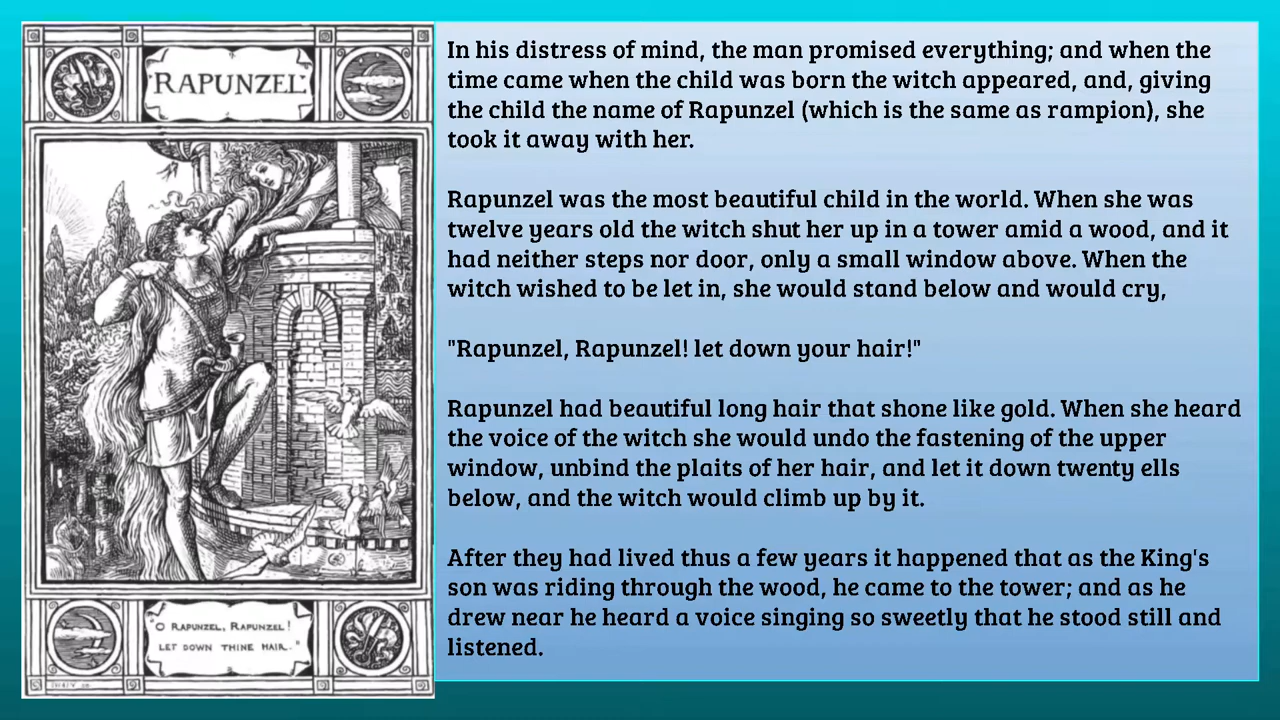 RAPUNZEL
"O RAPUNZEL, RAPUNZEL!
LET DOWN THINE HAIR."
In his distress of mind, the man promised everything; and when the
time came when the child was born the witch appeared, and, giving
the child the name of Rapunzel (which is the same as rampion), she
took it away with her.
Rapunzel was the most beautiful child in the world. When she was
twelve years old the witch shut her up in a tower amid a wood, and it
had neither steps nor door, only a small window above. When the
witch wished to be let in, she would stand below and would cry,
"Rapunzel, Rapunzel! let down your hair!"
Rapunzel had beautiful long hair that shone like gold. When she heard
the voice of the witch she would undo the fastening of the upper
window, unbind the plaits of her hair, and let it down twenty ells
below, and the witch would climb up by it.
After they had lived thus a few years it happened that as the King's
son was riding through the wood, he came to the tower; and as he
drew near he heard a voice singing so sweetly that he stood still and
listened.